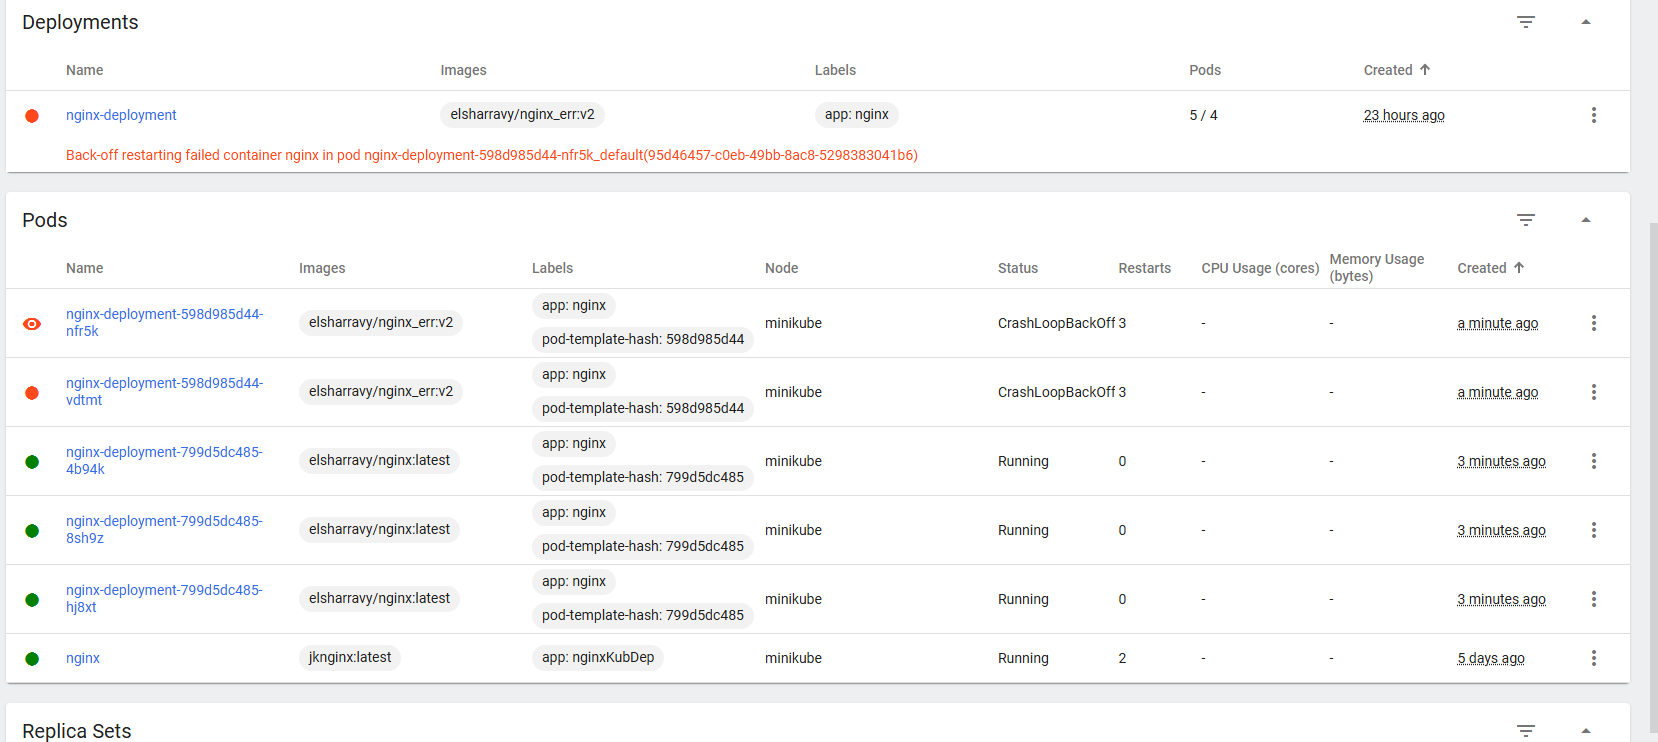 Deployments
Name Images Labels Pods Created
nginx-deployment elsharravy/nginx_err:v2 app: nginx 5 / 4 23 hours ago
Back-off restarting failed container nginx in pod nginx-deployment-598d985d44-nfr5k_default(95d46457-c0eb-49bb-8ac8-5298383041b6)
Pods
Name Images Labels Node Status Restarts CPU Usage (cores) Memory Usage (bytes) Created
nginx-deployment-598d985d44-
nfr5k
elsharravy/nginx_err:v2
app: nginx
pod-template-hash: 598d985d44
minikube CrashLoopBackOff 3 - - a minute ago
nginx-deployment-598d985d44-
vdtmt
elsharravy/nginx_err:v2
app: nginx
pod-template-hash: 598d985d44
minikube CrashLoopBackOff 3 - - a minute ago
nginx-deployment-799d5dc485-
4b94k
elsharravy/nginx:latest
app: nginx
pod-template-hash: 799d5dc485
minikube Running 0 - - 3 minutes ago
nginx-deployment-799d5dc485-
8sh9z
elsharravy/nginx:latest
app: nginx
pod-template-hash: 799d5dc485
minikube Running 0 - - 3 minutes ago
nginx-deployment-799d5dc485-
hj8xt
elsharravy/nginx:latest
app: nginx
pod-template-hash: 799d5dc485
minikube Running 0 - - 3 minutes ago
nginx jknginx:latest app: nginxKubDep minikube Running 2 - - 5 days ago
Replica Sets